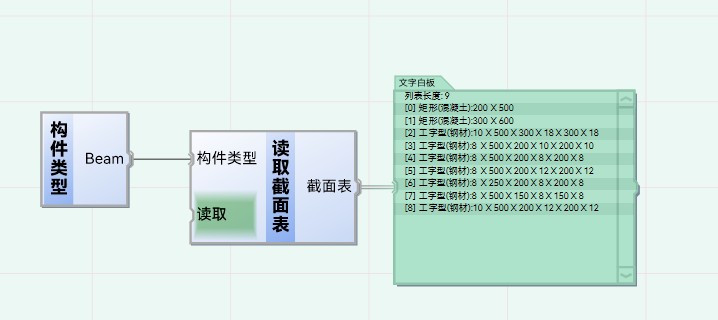 构件类型
Beam
构件类型
读取
读取截面表
截面表
文字白板
列表长度: 9
[0] 矩形(混凝土):200 X 500
[1] 矩形(混凝土):300 X 600
[2] 工字型(钢材):10 X 500 X 300 X 18 X 300 X 18
[3] 工字型(钢材):8 X 500 X 200 X 10 X 200 X 10
[4] 工字型(钢材):8 X 500 X 200 X 8 X 200 X 8
[5] 工字型(钢材):8 X 500 X 200 X 12 X 200 X 12
[6] 工字型(钢材):8 X 250 X 200 X 8 X 200 X 8
[7] 工字型(钢材):8 X 500 X 150 X 8 X 150 X 8
[8] 工字型(钢材):10 X 500 X 200 X 12 X 200 X 12